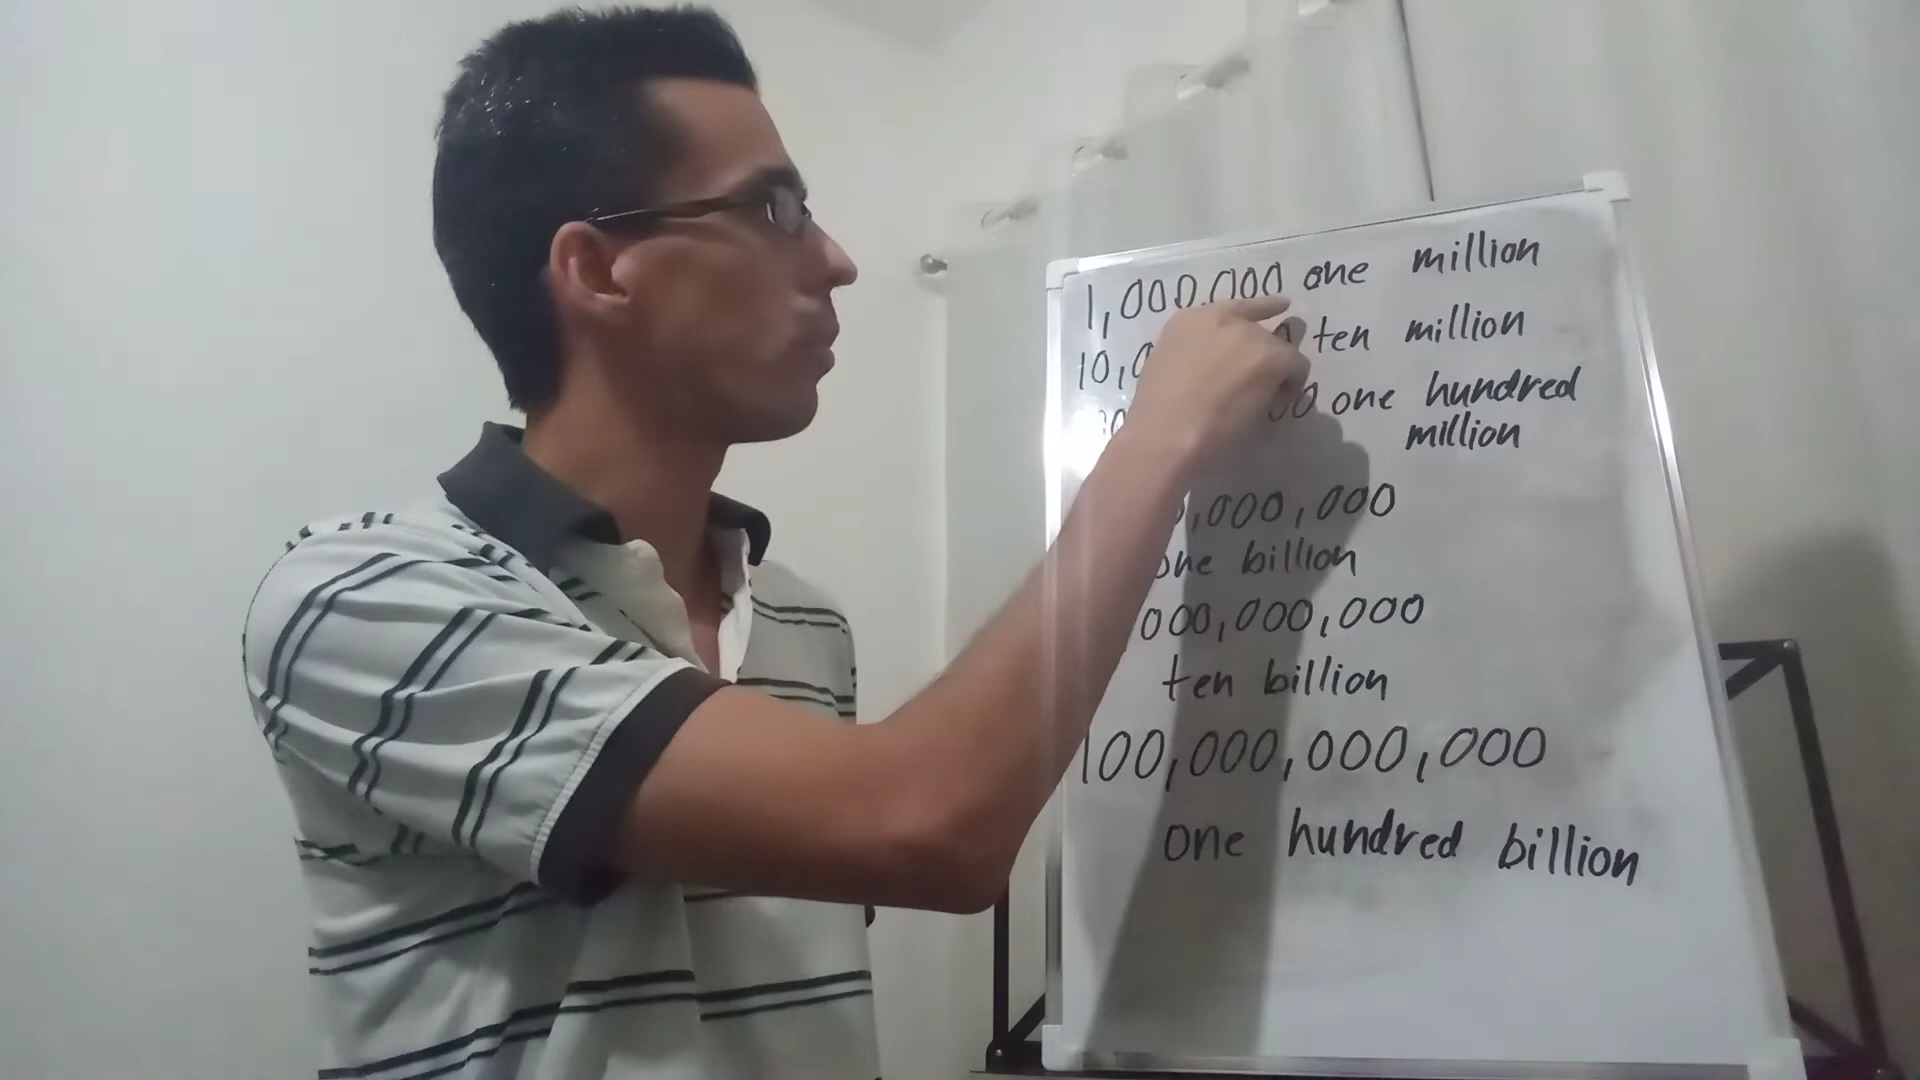 1,000,000 one million
ten million
one hundred
million
,000,000
one billion
000,000,000
ten billion
100,000,000,000
one hundred billion